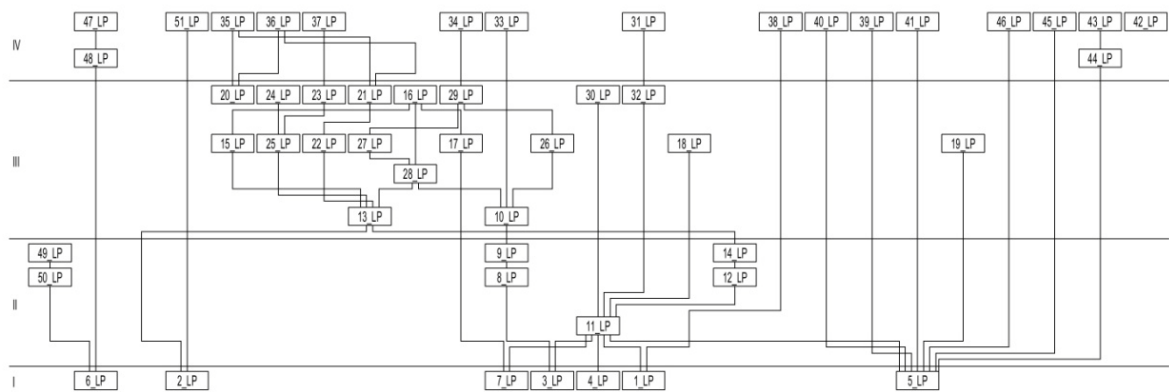 47_LP 51_LP 35_LP 36_LP 37_LP 34_LP 33_LP 31_LP 38_LP 40_LP 39_LP 41_LP 46_LP 45_LP 43_LP 42_LP
IV
48_LP 44_LP
20_LP 24_LP 23_LP 21_LP 16_LP 29_LP 30_LP 32_LP
15_LP 25_LP 22_LP 27_LP 17_LP 26_LP 18_LP 19_LP
III
28_LP
13_LP 10_LP
49_LP 9_LP 14_LP
50_LP 8_LP 12_LP
II
11_LP
I
6_LP 2_LP 7_LP 3_LP 4_LP 1_LP 5_LP